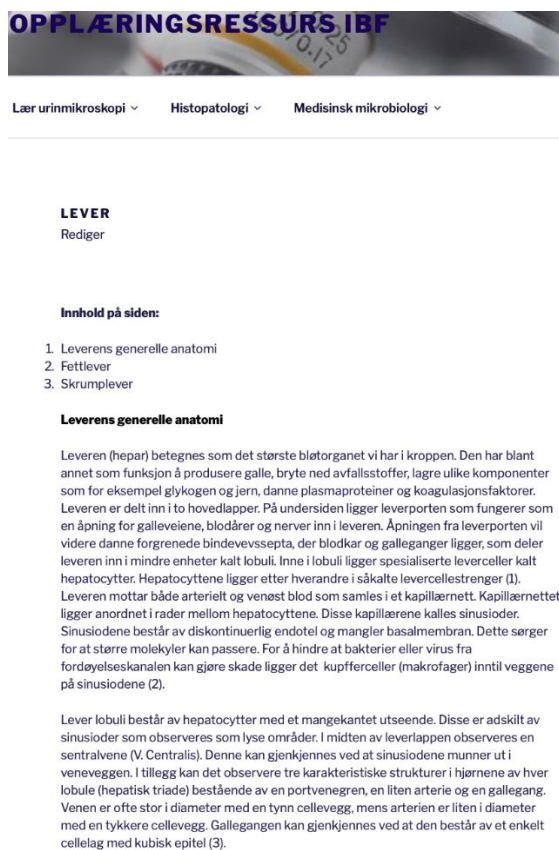 OPPLÆRINGSRESSURS IBF
Lær urinmikroskopi
Histopatologi
Medisinsk mikrobiologi
LEVER
Rediger
Innhold på siden:
1. Leverens generelle anatomi
2. Fettlever
3. Skrumplever
Leverens generelle anatomi
Leveren (hepar) betegnes som det største bløtorganet vi har i kroppen. Den har blant
annet som funksjon å produsere galle, bryte ned avfallsstoffer, lagre ulike komponenter
som for eksempel glykogen og jern, danne plasmaproteiner og koagulasjonsfaktorer.
Leveren er delt inn i to hovedlapper. På undersiden ligger leverporten som fungerer som
en åpning for galleveiene, blodårer og nerver inn i leveren. Åpningen fra leverporten vil
videre danne forgrenede bindevevssepta, der blodkar og galleganger ligger, som deler
leveren inn i mindre enheter kalt lobuli. Inne i lobuli ligger spesialiserte leverceller kalt
hepatocytter. Hepatocyttene ligger etter hverandre i såkalte levercellestrenger (1).
Leveren mottar både arterielt og venøst blod som samles i et kapillærnett. Kapillærnettet
ligger anordnet i rader mellom hepatocyttene. Disse kapillærene kalles sinusioder.
Sinusiodene består av diskontinuerlig endotel og mangler basalmembran. Dette sørger
for at større molekyler kan passere. For å hindre at bakterier eller virus fra
fordøyelseskanalen kan gjøre skade ligger det kupfferceller (makrofager) inntil veggene
på sinusiodene (2).
Lever lobuli består av hepatocytter med et mangekantet utseende. Disse er adskilt av
sinusioder som observeres som lyse områder. I midten av leverlappen observeres en
sentralvene (V. Centralis). Denne kan gjenkjennes ved at sinusiodene munner ut i
veneveggen. I tillegg kan det observere tre karakteristiske strukturer i hjørnene av hver
lobule (hepatisk triade) bestående av en portvenegren, en liten arterie og en gallegang.
Venen er ofte stor i diameter med en tynn cellevegg, mens arterien er liten i diameter
med en tykkere cellevegg. Gallegangen kan gjenkjennes ved at den består av et enkelt
cellelag med kubisk epitel (3).